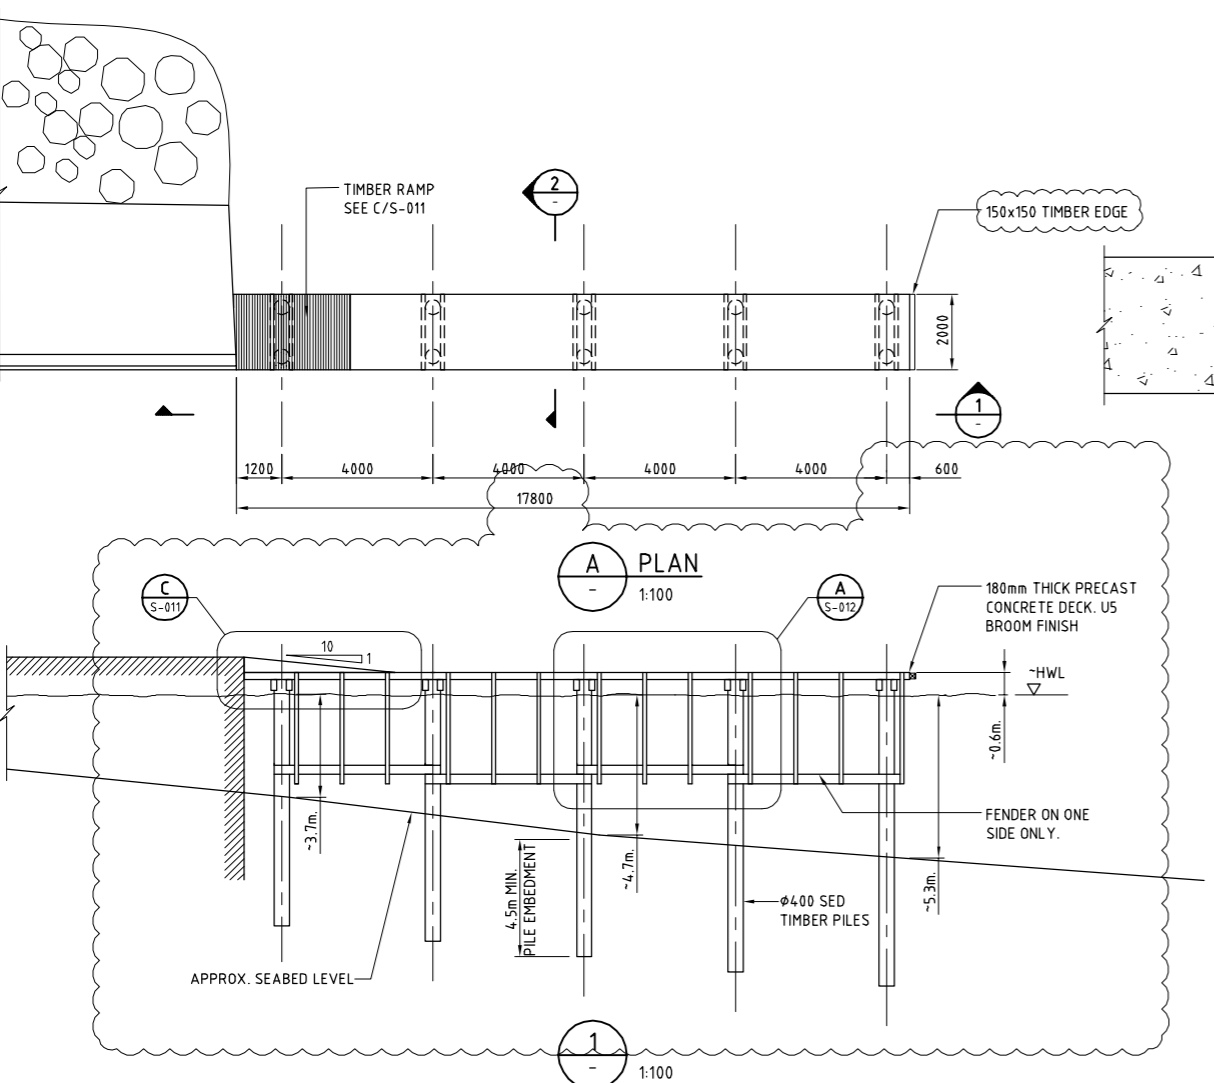 TIMBER RAMP
SEE C/S-011
2
-
150x150 TIMBER EDGE
2000
1
-
1200
4000
4000
4000
4000
600
17800
A
-
PLAN
1:100
C
S-011
A
S-012
180mm THICK PRECAST
CONCRETE DECK. U5
BROOM FINISH
10
1
~HWL
~0.6m.
~3.7m.
~4.7m.
~5.3m.
FENDER ON ONE
SIDE ONLY.
4.5m MIN.
PILE EMBEDMENT
Ø400 SED
TIMBER PILES
APPROX. SEABED LEVEL
1
-
1:100